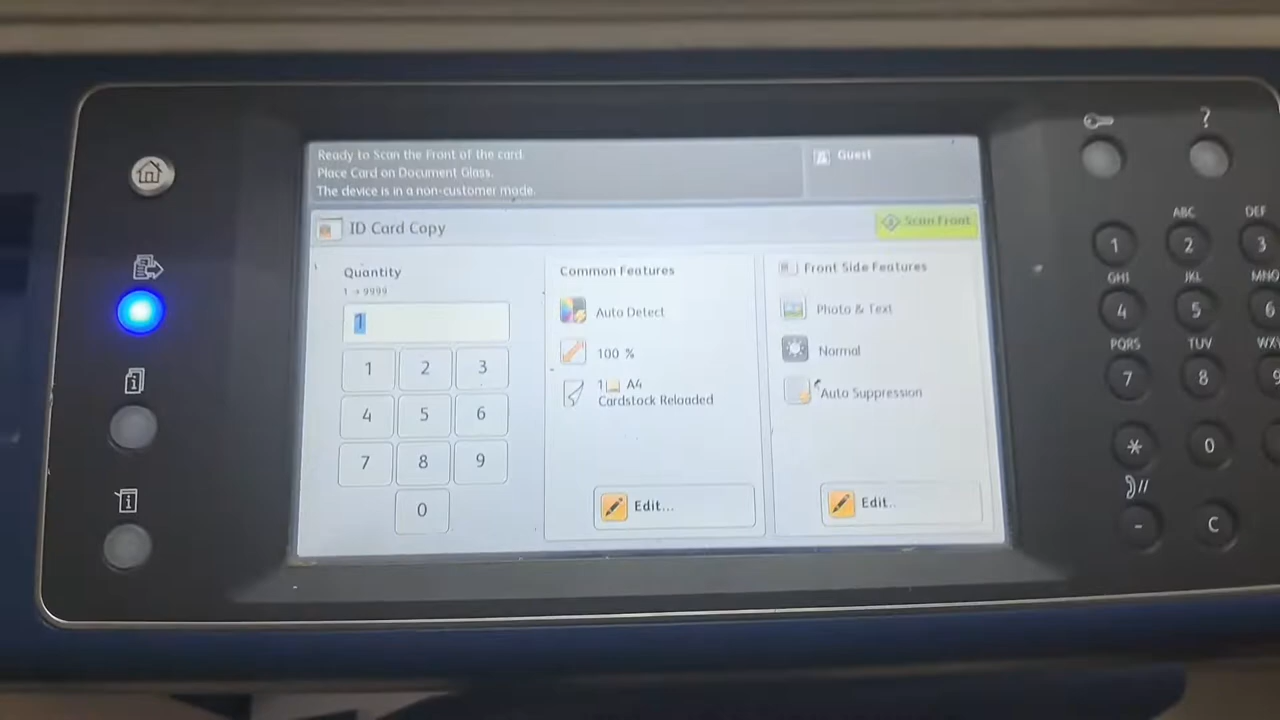 Ready to Scan the Front of the card.
Place Card on Document Glass.
The device is in a non-customer mode.
Guest
ID Card Copy
Scan Front
Quantity
1 → 9999
1
1 2 3
4 5 6
7 8 9
0
Common Features
Auto Detect
100 %
1 A4
Cardstock Reloaded
Edit...
Front Side Features
Photo & Text
Normal
Auto Suppression
Edit..
?
ABC DEF
1 2 3
GHI JKL MNO
4 5 6
PQRS TUV WXY
7 8 9
* 0
- C